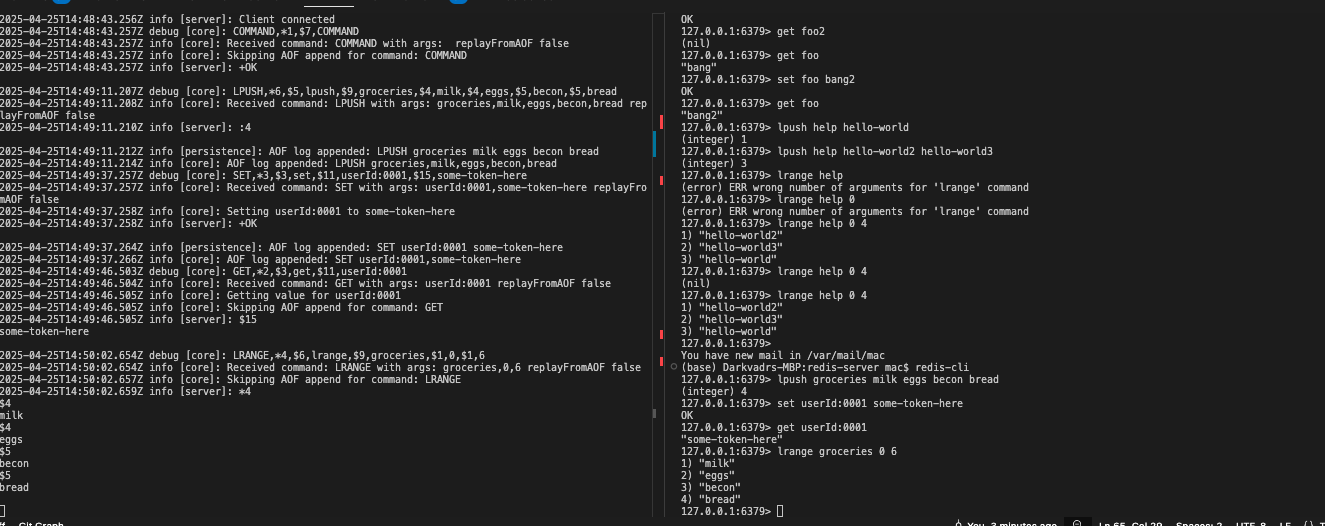 2025-04-25T14:48:43.256Z info [server]: Client connected
2025-04-25T14:48:43.257Z debug [core]: COMMAND,*1,$7,COMMAND
2025-04-25T14:48:43.257Z info [core]: Received command: COMMAND with args:  replayFromAOF false
2025-04-25T14:48:43.257Z info [core]: Skipping AOF append for command: COMMAND
2025-04-25T14:48:43.257Z info [server]: +OK
2025-04-25T14:49:11.207Z debug [core]: LPUSH,*6,$5,lpush,$9,groceries,$4,milk,$4,eggs,$5,becon,$5,bread
2025-04-25T14:49:11.208Z info [core]: Received command: LPUSH with args: groceries,milk,eggs,becon,bread rep
layFromAOF false
2025-04-25T14:49:11.210Z info [server]: :4
2025-04-25T14:49:11.212Z info [persistence]: AOF log appended: LPUSH groceries milk eggs becon bread
2025-04-25T14:49:11.214Z info [core]: AOF log appended: LPUSH groceries,milk,eggs,becon,bread
2025-04-25T14:49:37.257Z debug [core]: SET,*3,$3,set,$11,userId:0001,$15,some-token-here
2025-04-25T14:49:37.257Z info [core]: Received command: SET with args: userId:0001,some-token-here replayFro
mAOF false
2025-04-25T14:49:37.258Z info [core]: Setting userId:0001 to some-token-here
2025-04-25T14:49:37.258Z info [server]: +OK
2025-04-25T14:49:37.264Z info [persistence]: AOF log appended: SET userId:0001 some-token-here
2025-04-25T14:49:37.266Z info [core]: AOF log appended: SET userId:0001,some-token-here
2025-04-25T14:49:46.503Z debug [core]: GET,*2,$3,get,$11,userId:0001
2025-04-25T14:49:46.504Z info [core]: Received command: GET with args: userId:0001 replayFromAOF false
2025-04-25T14:49:46.505Z info [core]: Getting value for userId:0001
2025-04-25T14:49:46.505Z info [core]: Skipping AOF append for command: GET
2025-04-25T14:49:46.505Z info [server]: $15
some-token-here
2025-04-25T14:50:02.654Z debug [core]: LRANGE,*4,$6,lrange,$9,groceries,$1,0,$1,6
2025-04-25T14:50:02.654Z info [core]: Received command: LRANGE with args: groceries,0,6 replayFromAOF false
2025-04-25T14:50:02.657Z info [core]: Skipping AOF append for command: LRANGE
2025-04-25T14:50:02.659Z info [server]: *4
$4
milk
$4
eggs
$5
becon
$5
bread
OK
127.0.0.1:6379> get foo2
(nil)
127.0.0.1:6379> get foo
"bang"
127.0.0.1:6379> set foo bang2
OK
127.0.0.1:6379> get foo
"bang2"
127.0.0.1:6379> lpush help hello-world
(integer) 1
127.0.0.1:6379> lpush help hello-world2 hello-world3
(integer) 3
127.0.0.1:6379> lrange help
(error) ERR wrong number of arguments for 'lrange' command
127.0.0.1:6379> lrange help 0
(error) ERR wrong number of arguments for 'lrange' command
127.0.0.1:6379> lrange help 0 4
1) "hello-world2"
2) "hello-world3"
3) "hello-world"
127.0.0.1:6379> lrange help 0 4
(nil)
127.0.0.1:6379> lrange help 0 4
1) "hello-world2"
2) "hello-world3"
3) "hello-world"
127.0.0.1:6379>
You have new mail in /var/mail/mac
(base) Darkvadrs-MBP:redis-server mac$ redis-cli
127.0.0.1:6379> lpush groceries milk eggs becon bread
(integer) 4
127.0.0.1:6379> set userId:0001 some-token-here
OK
127.0.0.1:6379> get userId:0001
"some-token-here"
127.0.0.1:6379> lrange groceries 0 6
1) "milk"
2) "eggs"
3) "becon"
4) "bread"
127.0.0.1:6379>
Git Graph
You, 3 minutes ago
Ln 65, Col 20
Spaces: 2
UTF-8
LF